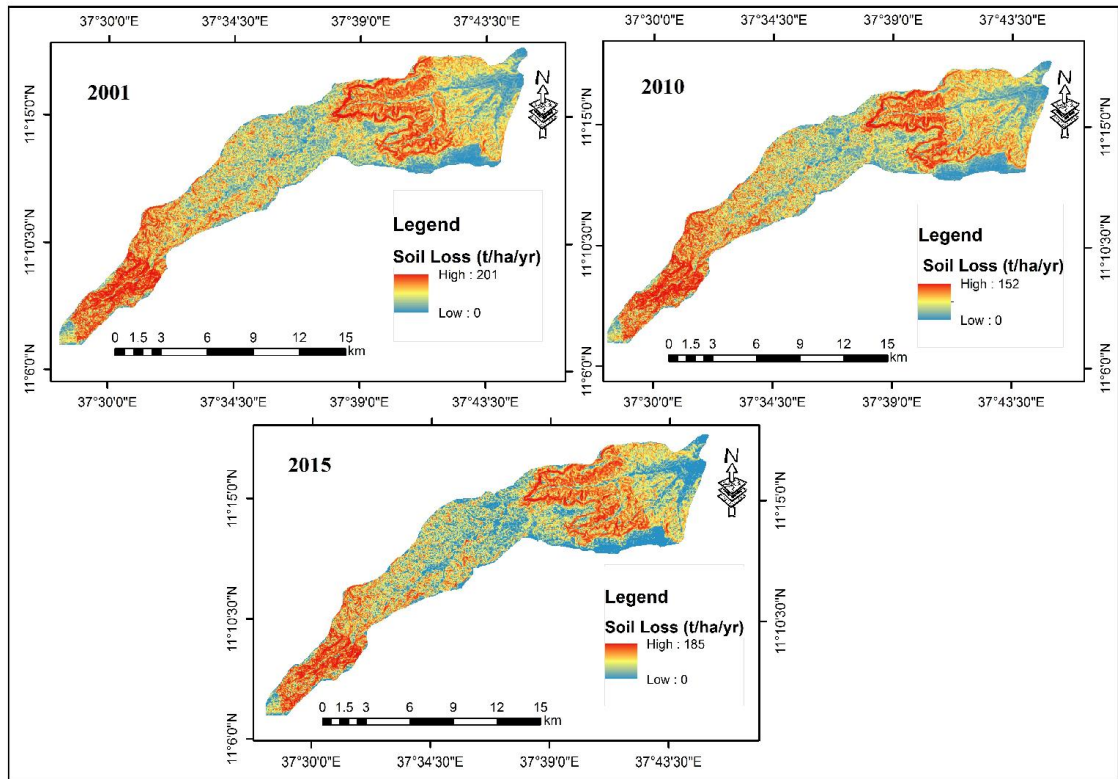 37°30'0"E 37°34'30"E 37°39'0"E 37°43'30"E
2001
N
11°15'0"N
11°10'30"N
11°6'0"N
Legend
Soil Loss (t/ha/yr)
High : 201
Low : 0
0 1.5 3 6 9 12 15
km
37°30'0"E 37°34'30"E 37°39'0"E 37°43'30"E
37°30'0"E 37°34'30"E 37°39'0"E 37°43'30"E
2010
N
11°15'0"N
11°10'30"N
11°6'0"N
11°15'0"N
11°10'30"N
11°6'0"N
Legend
Soil Loss (t/ha/yr)
High : 152
Low : 0
0 1.5 3 6 9 12 15
km
37°30'0"E 37°34'30"E 37°39'0"E 37°43'30"E
2015
N
11°15'0"N
11°10'30"N
11°6'0"N
11°15'0"N
11°10'30"N
Legend
Soil Loss (t/ha/yr)
High : 185
Low : 0
0 1.5 3 6 9 12 15
km
37°30'0"E 37°34'30"E 37°39'0"E 37°43'30"E